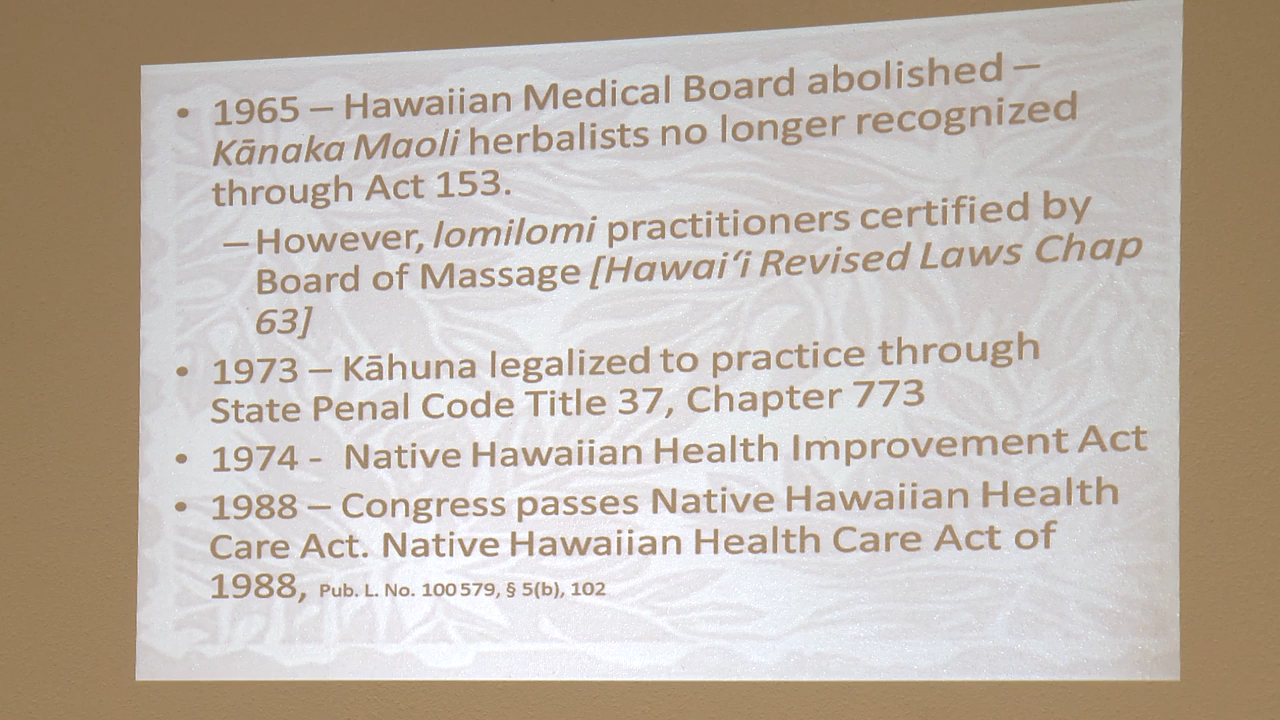 • 1965 – Hawaiian Medical Board abolished –
Kānaka Maoli herbalists no longer recognized
through Act 153.
– However, lomilomi practitioners certified by
Board of Massage [Hawaiʻi Revised Laws Chap
63]
• 1973 – Kāhuna legalized to practice through
State Penal Code Title 37, Chapter 773
• 1974 - Native Hawaiian Health Improvement Act
• 1988 – Congress passes Native Hawaiian Health
Care Act. Native Hawaiian Health Care Act of
1988, Pub. L. No. 100 579, § 5(b), 102